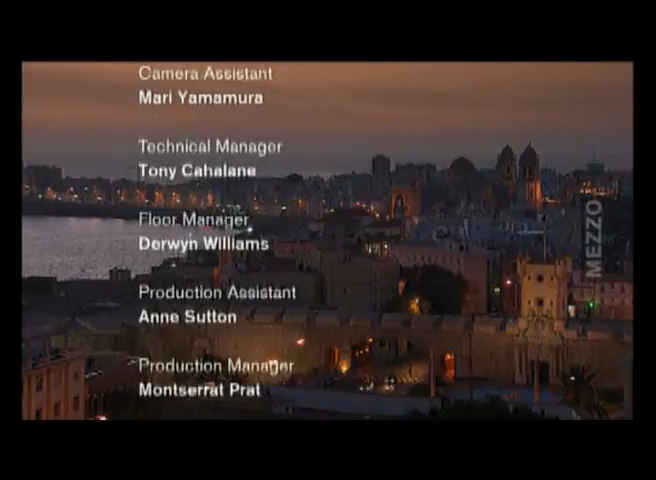 Camera Assistant
Mari Yamamura
Technical Manager
Tony Cahalane
Floor Manager
Derwyn Williams
Production Assistant
Anne Sutton
Production Manager
Montserrat Prat
MEZZO